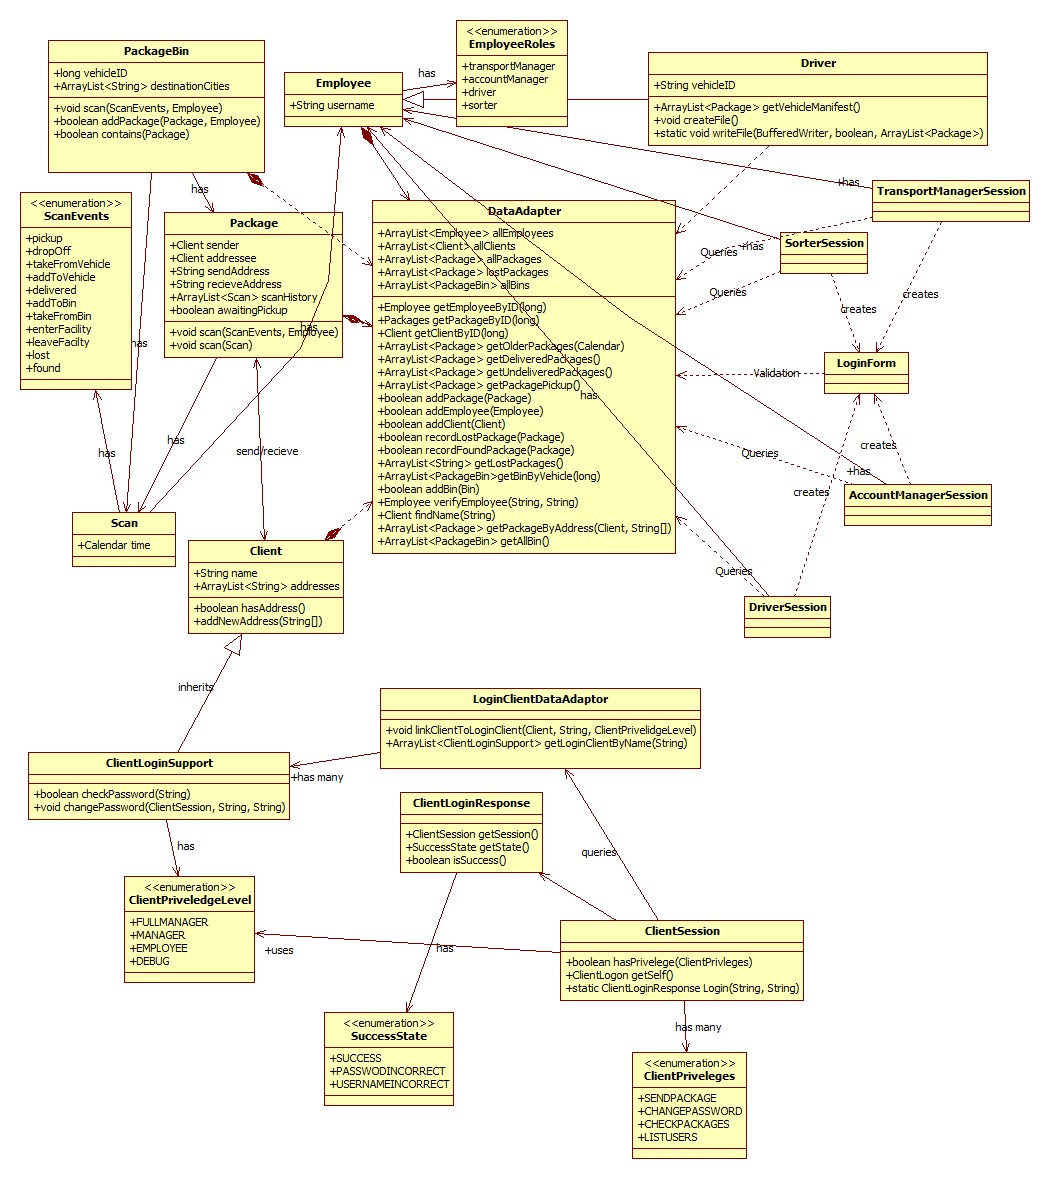 PackageBin
+long vehicleID
+ArrayList<String> destinationCities
+void scan(ScanEvents, Employee)
+boolean addPackage(Package, Employee)
+boolean contains(Package)
Employee
+String username
has
<<enumeration>>
EmployeeRoles
+transportManager
+accountManager
+driver
+sorter
Driver
+String vehicleID
+ArrayList<Package> getVehicleManifest()
+void createFile()
+static void writeFile(BufferredWriter, boolean, ArrayList<Package>)
<<enumeration>>
ScanEvents
+pickup
+dropOff
+takeFromVehicle
+addToVehicle
+delivered
+addToBin
+takeFromBin
+enterFacility
+leaveFacilty
+lost
+found
has
Package
+Client sender
+Client addressee
+String sendAddress
+String recieveAddress
+ArrayList<Scan> scanHistory
+boolean awaitingPickup
+void scan(ScanEvents, Employee)
+void scan(Scan)
has
has
DataAdapter
+ArrayList<Employee> allEmployees
+ArrayList<Client> allClients
+ArrayList<Package> allPackages
+ArrayList<Package> lostPackages
+ArrayList<PackageBin> allBins
+Employee getEmployeeByID(long)
+Packages getPackageByID(long)
+Client getClientByID(long)
+ArrayList<Package> getOlderPackages(Calendar)
+ArrayList<Package> getDeliveredPackages()
+ArrayList<Package> getUndeliveredPackages()
+ArrayList<Package> getPackagePickup()
+boolean addPackage(Package)
+boolean addEmployee(Employee)
+boolean addClient(Client)
+boolean recordLostPackage(Package)
+boolean recordFoundPackage(Package)
+ArrayList<String> getLostPackages()
+ArrayList<PackageBin>getBinByVehicle(long)
+boolean addBin(Bin)
+Employee verifyEmployee(String, String)
+Client findName(String)
+ArrayList<Package> getPackageByAddress(Client, String[])
+ArrayList<PackageBin> getAllBin()
has
+has
TransportManagerSession
Queries
+has
SorterSession
Queries
creates
creates
LoginForm
Validation
creates
Queries
+has
AccountManagerSession
creates
Queries
DriverSession
has
has
send/recieve
Scan
+Calendar time
Client
+String name
+ArrayList<String> addresses
+boolean hasAddress()
+addNewAddress(String[])
inherits
LoginClientDataAdaptor
+void linkClientToLoginClient(Client, String, ClientPrivelidgeLevel)
+ArrayList<ClientLoginSupport> getLoginClientByName(String)
+has many
ClientLoginSupport
+boolean checkPassword(String)
+void changePassword(ClientSession, String, String)
has
ClientLoginResponse
+ClientSession getSession()
+SuccessState getState()
+boolean isSuccess()
queries
<<enumeration>>
ClientPriveledgeLevel
+FULLMANAGER
+MANAGER
+EMPLOYEE
+DEBUG
+uses
has
ClientSession
+boolean hasPrivelege(ClientPrivleges)
+ClientLogon getSelf()
+static ClientLoginResponse Login(String, String)
has many
<<enumeration>>
SuccessState
+SUCCESS
+PASSWODINCORRECT
+USERNAMEINCORRECT
<<enumeration>>
ClientPriveleges
+SENDPACKAGE
+CHANGEPASSWORD
+CHECKPACKAGES
+LISTUSERS